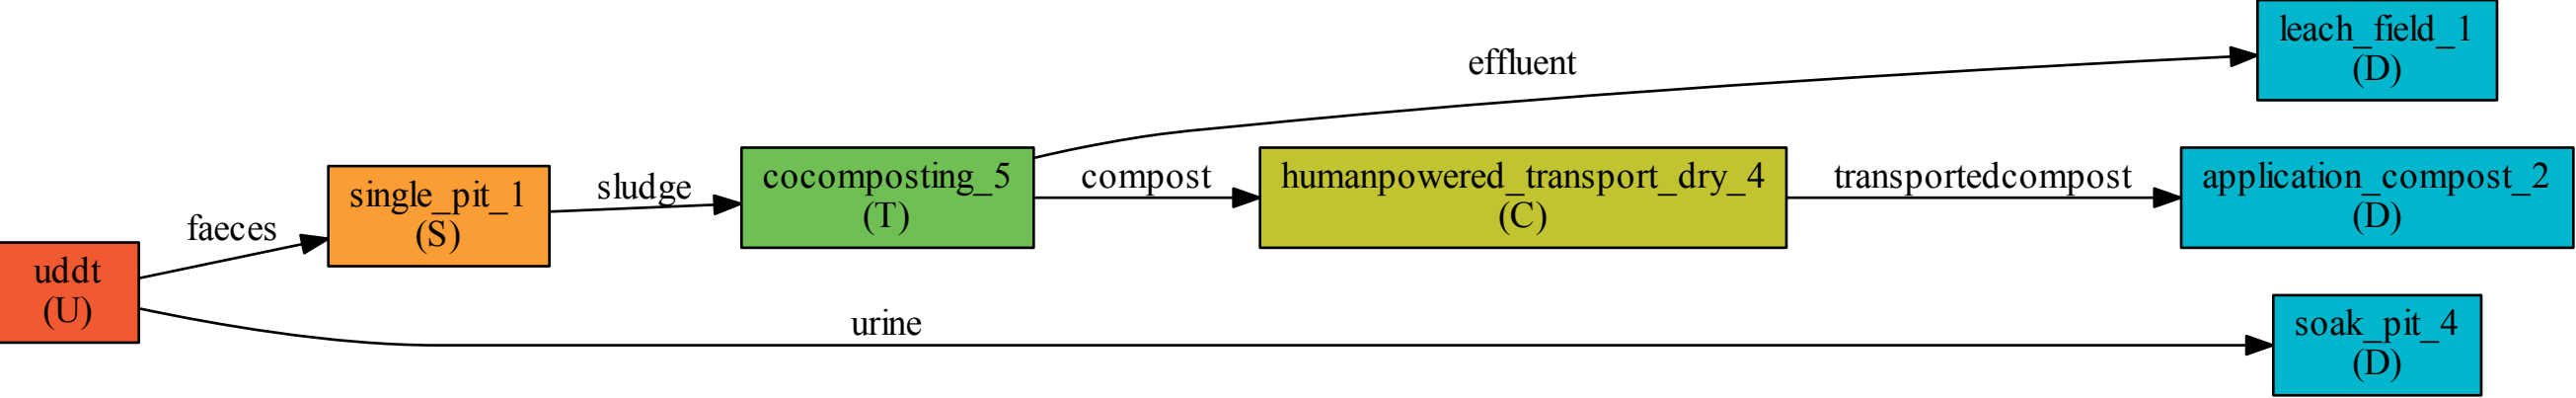 uddt
(U)
faeces
single_pit_1
(S)
sludge
cocomposting_5
(T)
effluent
leach_field_1
(D)
compost
humanpowered_transport_dry_4
(C)
transportedcompost
application_compost_2
(D)
urine
soak_pit_4
(D)